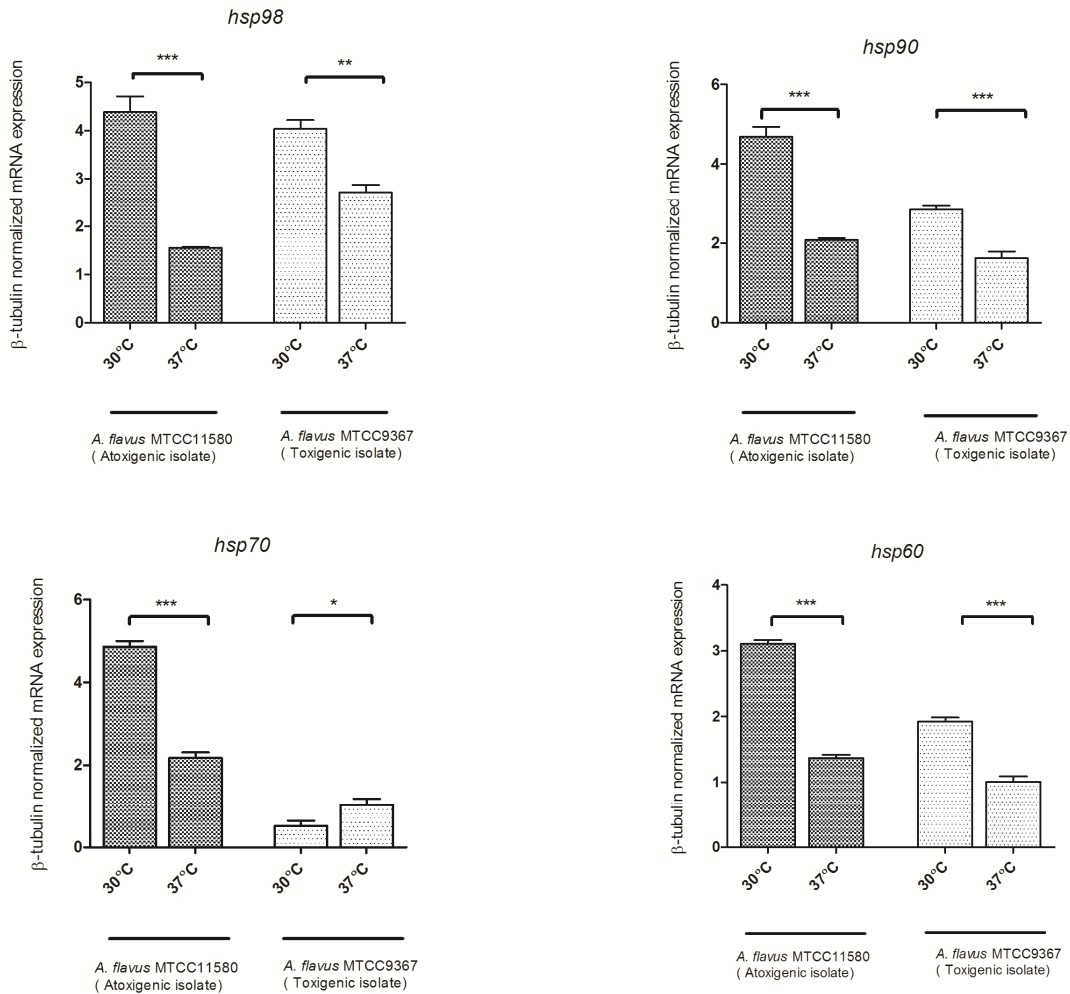 hsp98
β-tubulin normalized mRNA expression
5
4
3
2
1
0
***
**
30°C
37°C
30°C
37°C
A. flavus MTCC11580
( Atoxigenic isolate)
A. flavus MTCC9367
( Toxigenic isolate)
hsp90
β-tubulin normalized mRNA expression
6
4
2
0
***
***
30°C
37°C
30°C
37°C
A. flavus MTCC11580
( Atoxigenic isolate)
A. flavus MTCC9367
( Toxigenic isolate)
hsp70
β-tubulin normalized mRNA expression
6
4
2
0
***
*
30°C
37°C
30°C
37°C
A. flavus MTCC11580
( Atoxigenic isolate)
A. flavus MTCC9367
( Toxigenic isolate)
hsp60
β-tubulin normalized mRNA expression
4
3
2
1
0
***
***
30°C
37°C
30°C
37°C
A. flavus MTCC11580
( Atoxigenic isolate)
A. flavus MTCC9367
( Toxigenic isolate)